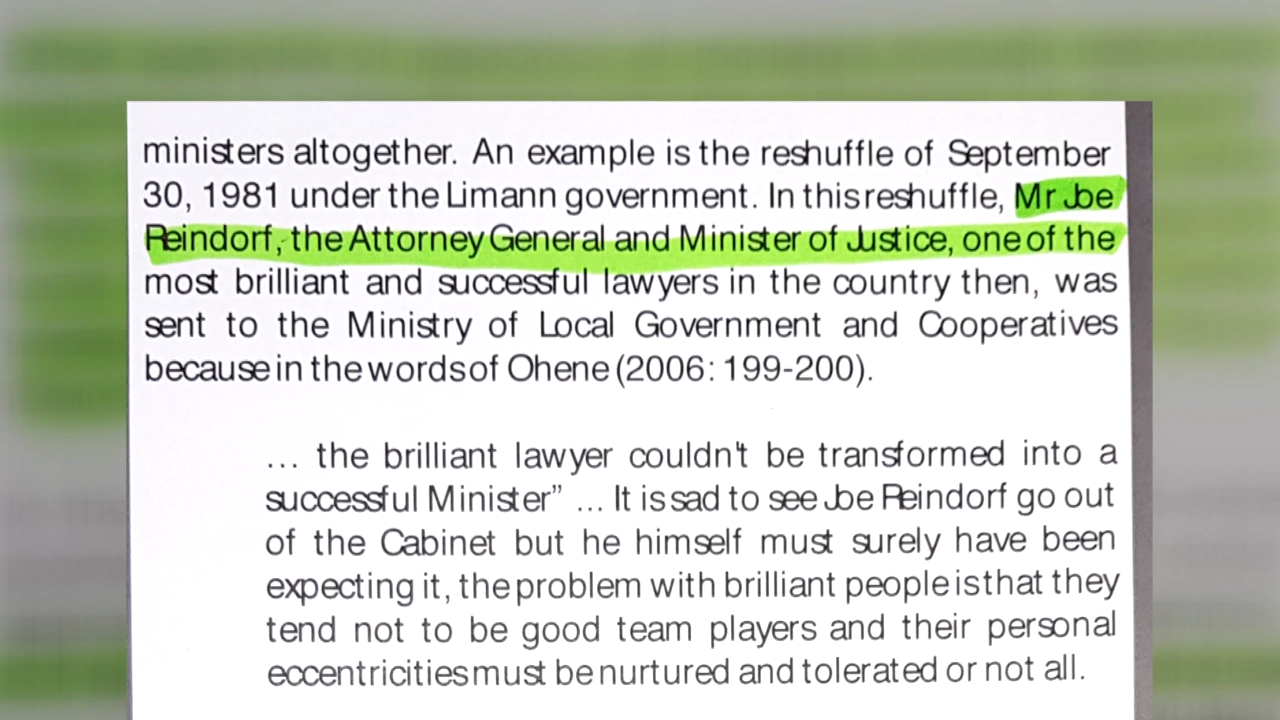 ministers altogether. An example is the reshuffle of September
30, 1981 under the Limann government. In this reshuffle, Mr Joe
Reindorf, the Attorney General and Minister of Justice, one of the
most brilliant and successful lawyers in the country then, was
sent to the Ministry of Local Government and Cooperatives
because in the words of Ohene (2006: 199-200).
... the brilliant lawyer couldn't be transformed into a
successful Minister” ... It is sad to see Joe Reindorf go out
of the Cabinet but he himself must surely have been
expecting it, the problem with brilliant people is that they
tend not to be good team players and their personal
eccentricities must be nurtured and tolerated or not all.